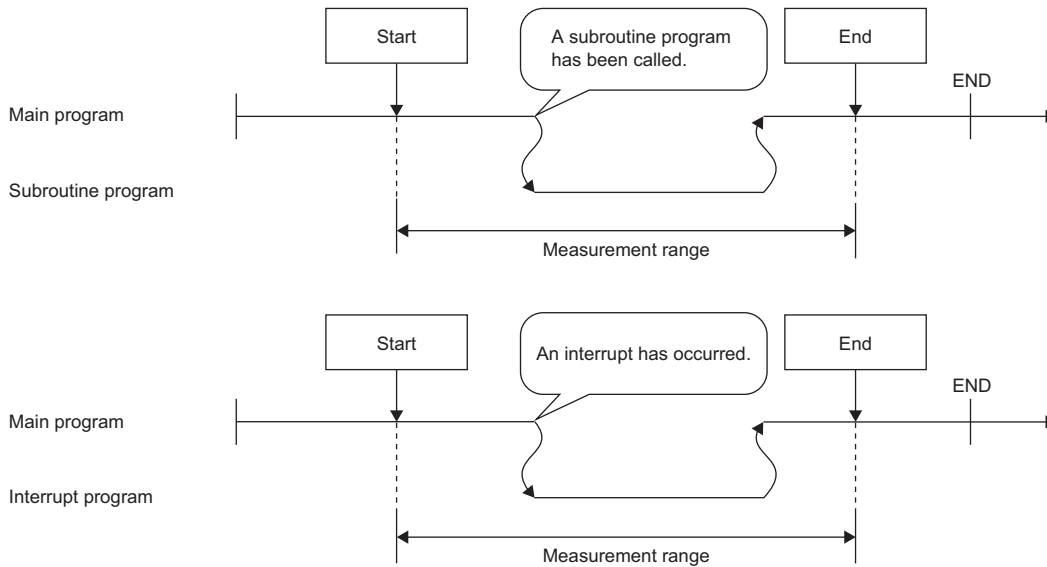 Start
A subroutine program
has been called.
End
END
Main program
Subroutine program
Measurement range
Start
An interrupt has occurred.
End
END
Main program
Interrupt program
Measurement range